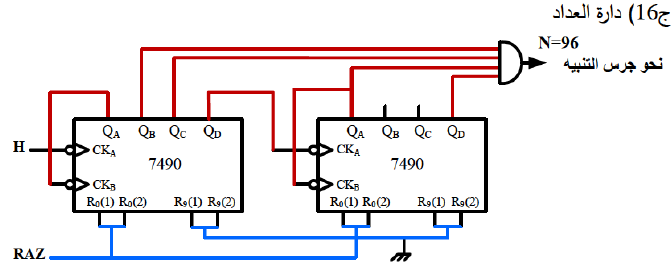 ج16) دارة العداد
N=96
نحو جرس التنبيه
QA QB QC QD
QA QB QC QD
H
CKA
7490
CKB
R0(1) R0(2) R9(1) R9(2)
CKA
7490
CKB
R0(1) R0(2) R9(1) R9(2)
RAZ